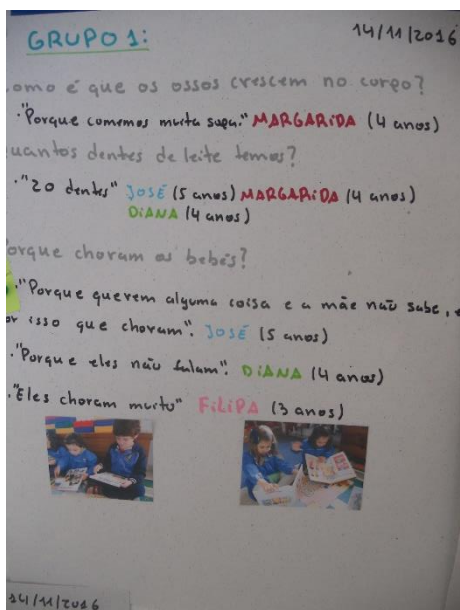 GRUPO 1:
14/11/2016
omo é que os ossos crescem no corpo?
."Porque comemos muita sopa." MARGARiDA (4 anos)
uantos dentes de leite temos?
."20 dentes" JOSÉ (5 anos) MARGARiDA (4 anos)
DiANA (4 anos)
Porque choram os bebés?
."Porque querem alguma coisa e a mãe não sabe, é
or isso que choram". JOSÉ (5 anos)
."Porque eles não falam". DiANA (4 anos)
."Eles choram muito" FiLiPA (3 anos)
14/11/2016